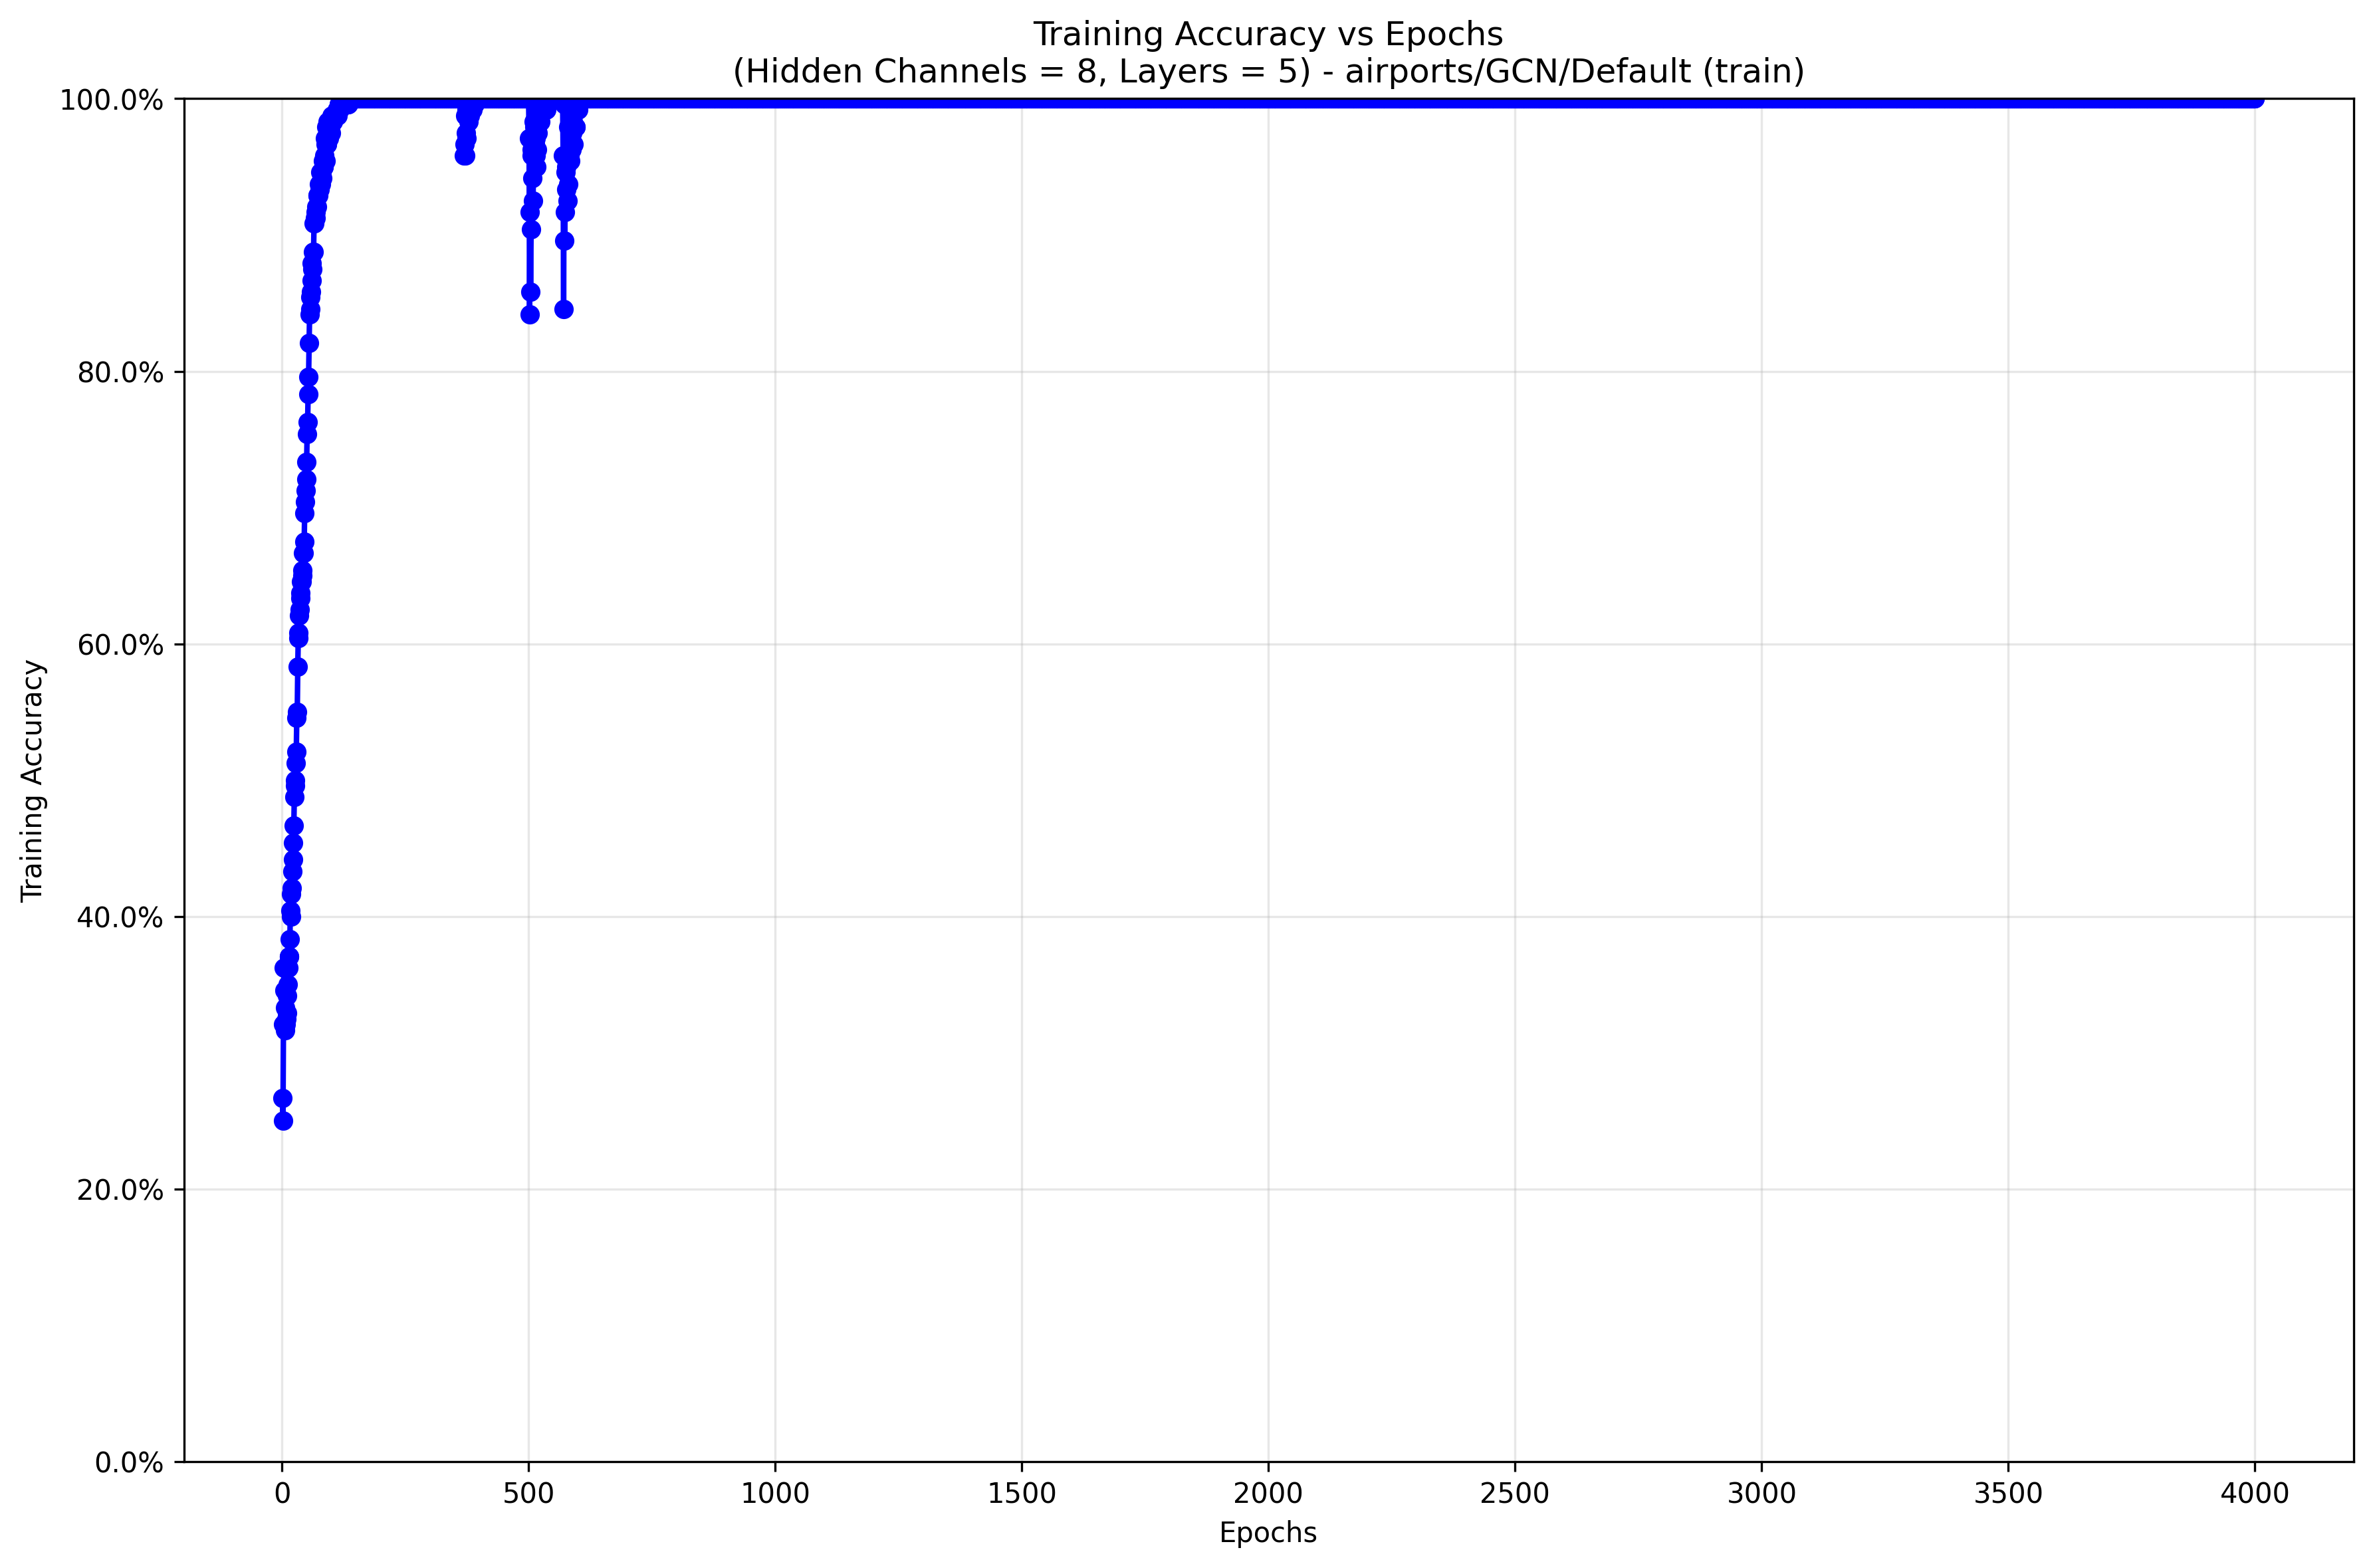 Training Accuracy vs Epochs
(Hidden Channels = 8, Layers = 5) - airports/GCN/Default (train)
100.0%
80.0%
60.0%
40.0%
20.0%
0.0%
Training Accuracy
0 500 1000 1500 2000 2500 3000 3500 4000
Epochs